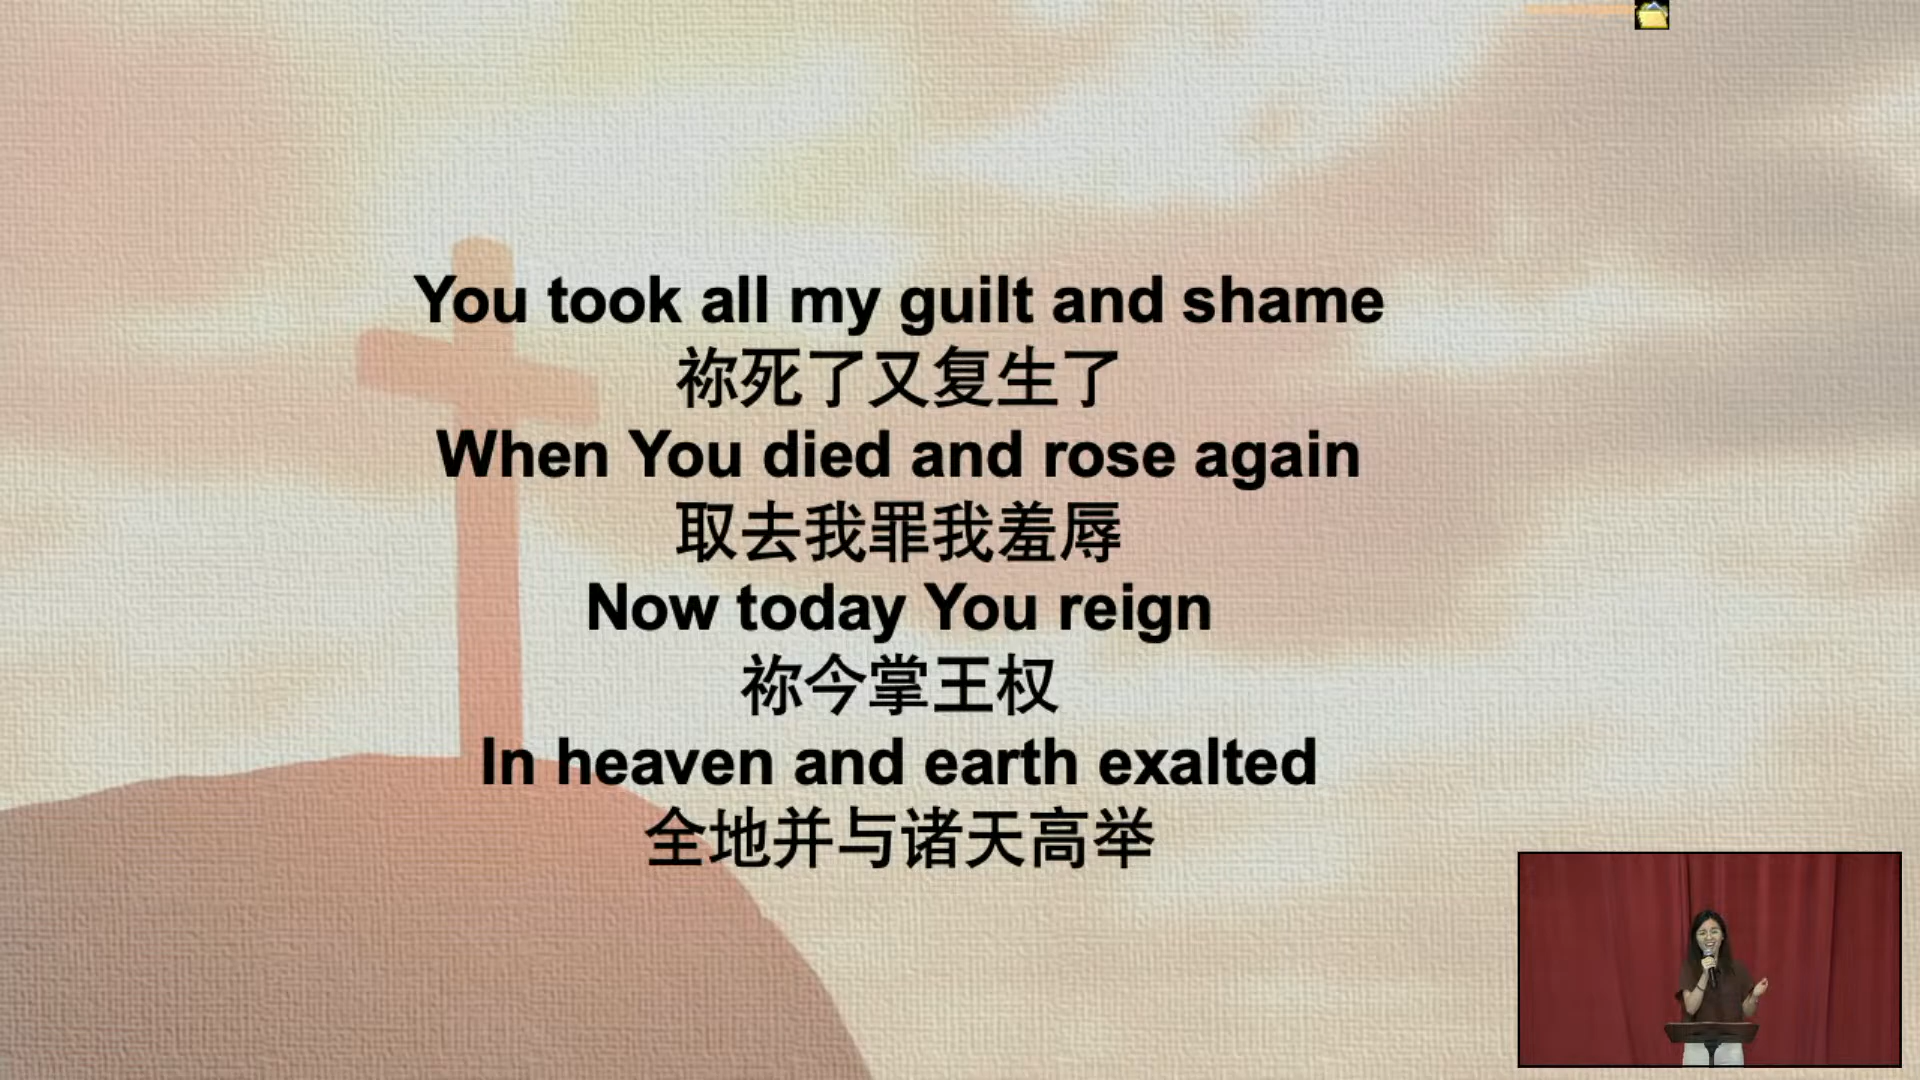 You took all my guilt and shame
祢死了又复生了
When You died and rose again
取去我罪我羞辱
Now today You reign
祢今掌王权
In heaven and earth exalted
全地并与诸天高举